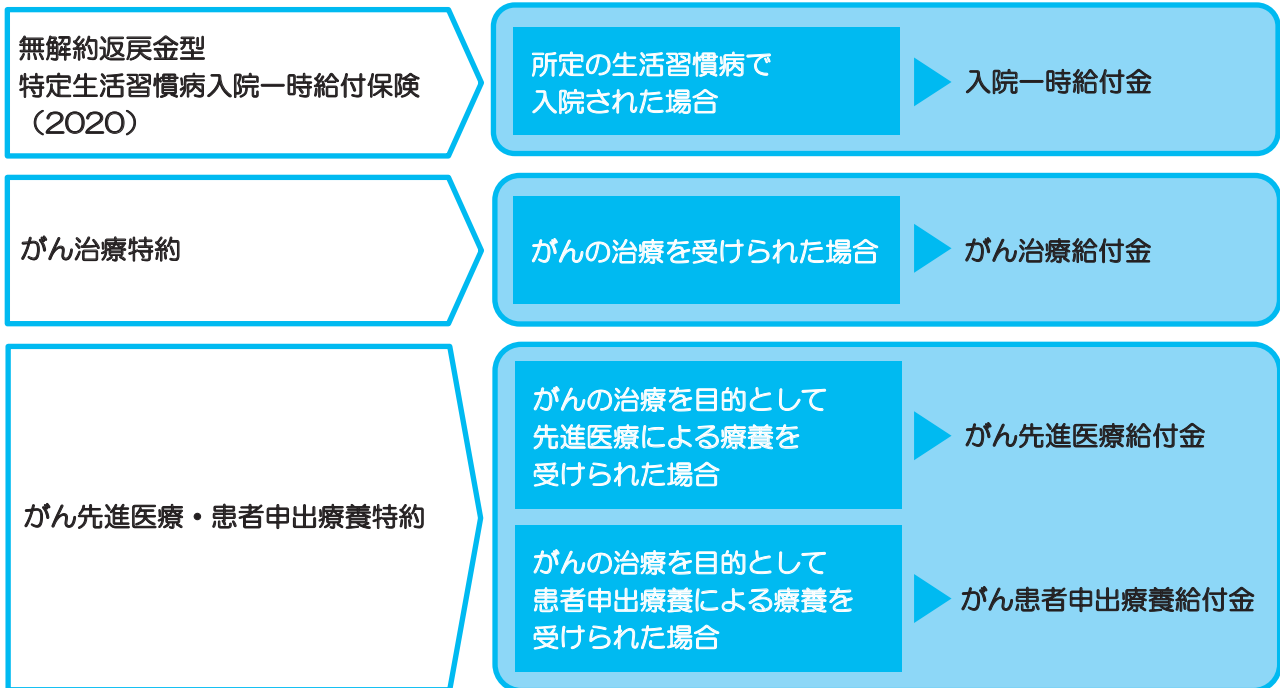 無解約返戻金型
特定生活習慣病入院一時給付保険
(2020)
所定の生活習慣病で
入院された場合
入院一時給付金
がん治療特約
がんの治療を受けられた場合
がん治療給付金
がん先進医療・患者申出療養特約
がんの治療を目的として
先進医療による療養を
受けられた場合
がん先進医療給付金
がんの治療を目的として
患者申出療養による療養を
受けられた場合
がん患者申出療養給付金